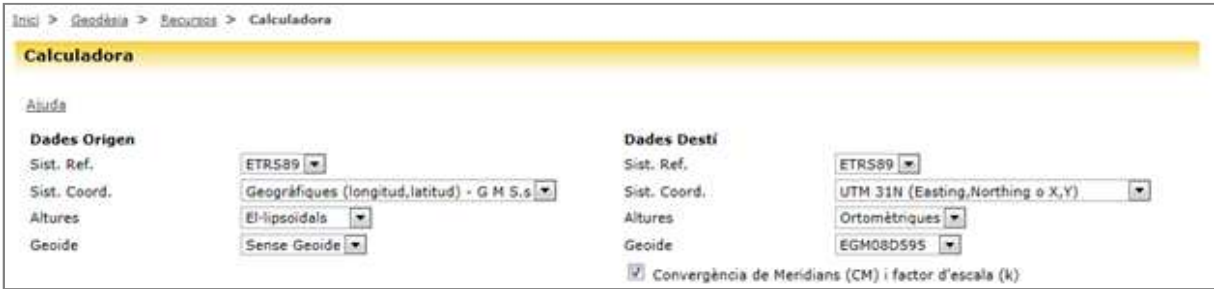 Inici > Geodèsia > Recursos > Calculadora
Calculadora
Ajuda
Dades Origen
Sist. Ref. ETRS89
Sist. Coord. Geogràfiques (longitud,latitud) - G M S.s
Altures El·lipsoïdals
Geoide Sense Geoide
Dades Destí
Sist. Ref. ETRS89
Sist. Coord. UTM 31N (Easting,Northing o X,Y)
Altures Ortomètriques
Geoide EGM08D595
Convergència de Meridians (CM) i factor d'escala (k)